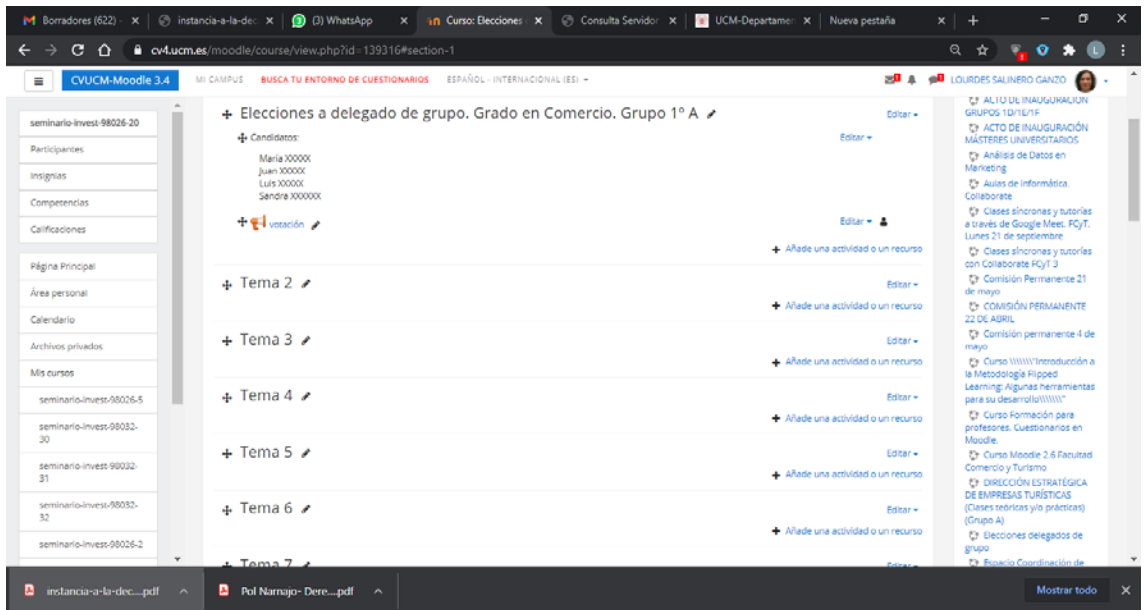 Borradores (622) -
instancia-a-la-dec
(3) WhatsApp
Curso: Elecciones
Consulta Servidor
UCM-Departamen
Nueva pestaña
cv4.ucm.es/moodle/course/view.php?id=139316#section-1
L
CVUCM-Moodle 3.4
MI CAMPUS
BUSCA TU ENTORNO DE CUESTIONARIOS
ESPAÑOL - INTERNACIONAL (ES)
LOURDES SALINERO GANZO
seminario-invest-98026-20
Participantes
Insignias
Competencias
Calificaciones
Página Principal
Área personal
Calendario
Archivos privados
Mis cursos
seminario-invest-98026-5
seminario-invest-98032-
30
seminario-invest-98032-
31
seminario-invest-98032-
32
seminario-invest-98026-2
Elecciones a delegado de grupo. Grado en Comercio. Grupo 1º A
Editar
Candidatos:
Editar
María XXXXX
Juan XXXXX
Luis XXXXX
Sandra XXXXXX
votación
Editar
Añade una actividad o un recurso
Tema 2
Editar
Añade una actividad o un recurso
Tema 3
Editar
Añade una actividad o un recurso
Tema 4
Editar
Añade una actividad o un recurso
Tema 5
Editar
Añade una actividad o un recurso
Tema 6
Editar
Añade una actividad o un recurso
Tema 7
Editar
ACTO DE INAUGURACIÓN
GRUPOS 1D/1E/1F
ACTO DE INAUGURACIÓN
MÁSTERES UNIVERSITARIOS
Análisis de Datos en
Marketing
Aulas de Informática.
Collaborate
Clases síncronas y tutorías
a través de Google Meet. FCyT.
Lunes 21 de septiembre
Clases síncronas y tutorías
con Collaborate FCyT 3
Comisión Permanente 21
de mayo
COMISIÓN PERMANENTE
22 DE ABRIL
Comisión permanente 4 de
mayo
Curso \\\\\\\"Introducción a
la Metodología Flipped
Learning: Algunas herramientas
para su desarrollo\\\\\\\"
Curso Formación para
profesores. Cuestionarios en
Moodle.
Curso Moodle 2.6 Facultad
Comercio y Turismo
DIRECCIÓN ESTRATÉGICA
DE EMPRESAS TURÍSTICAS
(Clases teóricas y/o prácticas)
(Grupo A)
Elecciones delegados de
grupo
Espacio Coordinación de
instancia-a-la-dec....pdf
Pol Narnajo- Dere....pdf
Mostrar todo